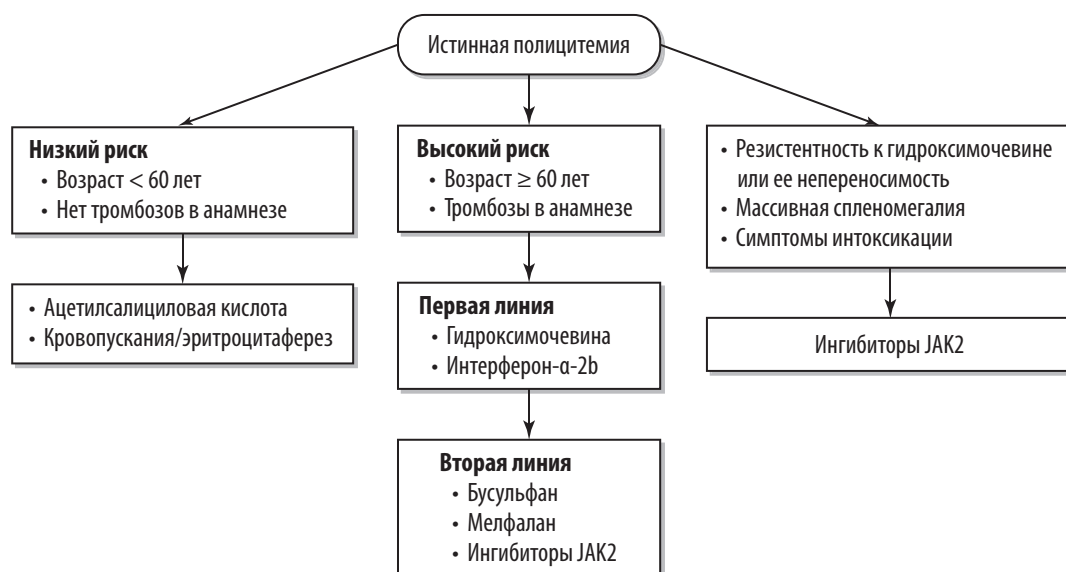 Истинная полицитемия
Низкий риск
• Возраст < 60 лет
• Нет тромбозов в анамнезе
• Ацетилсалициловая кислота
• Кровопускания/эритроцитаферез
Высокий риск
• Возраст ≥ 60 лет
• Тромбозы в анамнезе
Первая линия
• Гидроксимочевина
• Интерферон-α-2b
Вторая линия
• Бусульфан
• Мелфалан
• Ингибиторы JAK2
• Резистентность к гидроксимочевине
или ее непереносимость
• Массивная спленомегалия
• Симптомы интоксикации
Ингибиторы JAK2